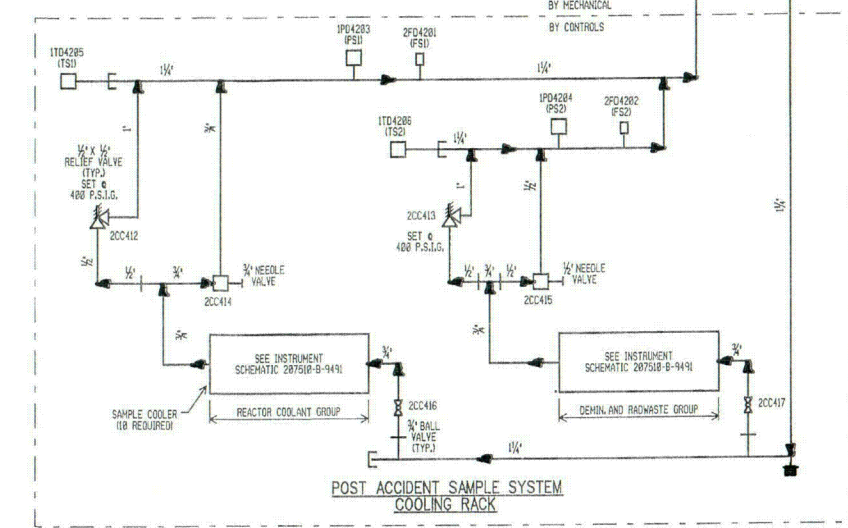 BY MECHANICAL
BY CONTROLS
1TD4205
(TS1)
1PD4203
(PS1)
2FD4201
(FS1)
1¼"
1¼"
1TD4206
(TS2)
1¼"
1PD4204
(PS2)
2FD4202
(FS2)
1"
¾"
½" X ½"
RELIEF VALVE
(TYP.)
SET @
400 P.S.I.G.
2CC412
1"
½"
2CC413
SET @
400 P.S.I.G.
1¼"
½"
½"
¾"
¾" NEEDLE
VALVE
2CC414
½"
¾"
½"
½" NEEDLE
VALVE
2CC415
¾"
¾"
SEE INSTRUMENT
SCHEMATIC 207510-B-9491
¾"
SEE INSTRUMENT
SCHEMATIC 207510-B-9491
¾"
SAMPLE COOLER
(10 REQUIRED)
REACTOR COOLANT GROUP
2CC416
¾" BALL
VALVE
(TYP.)
DEMIN. AND RADWASTE GROUP
2CC417
1¼"
POST ACCIDENT SAMPLE SYSTEM
COOLING RACK